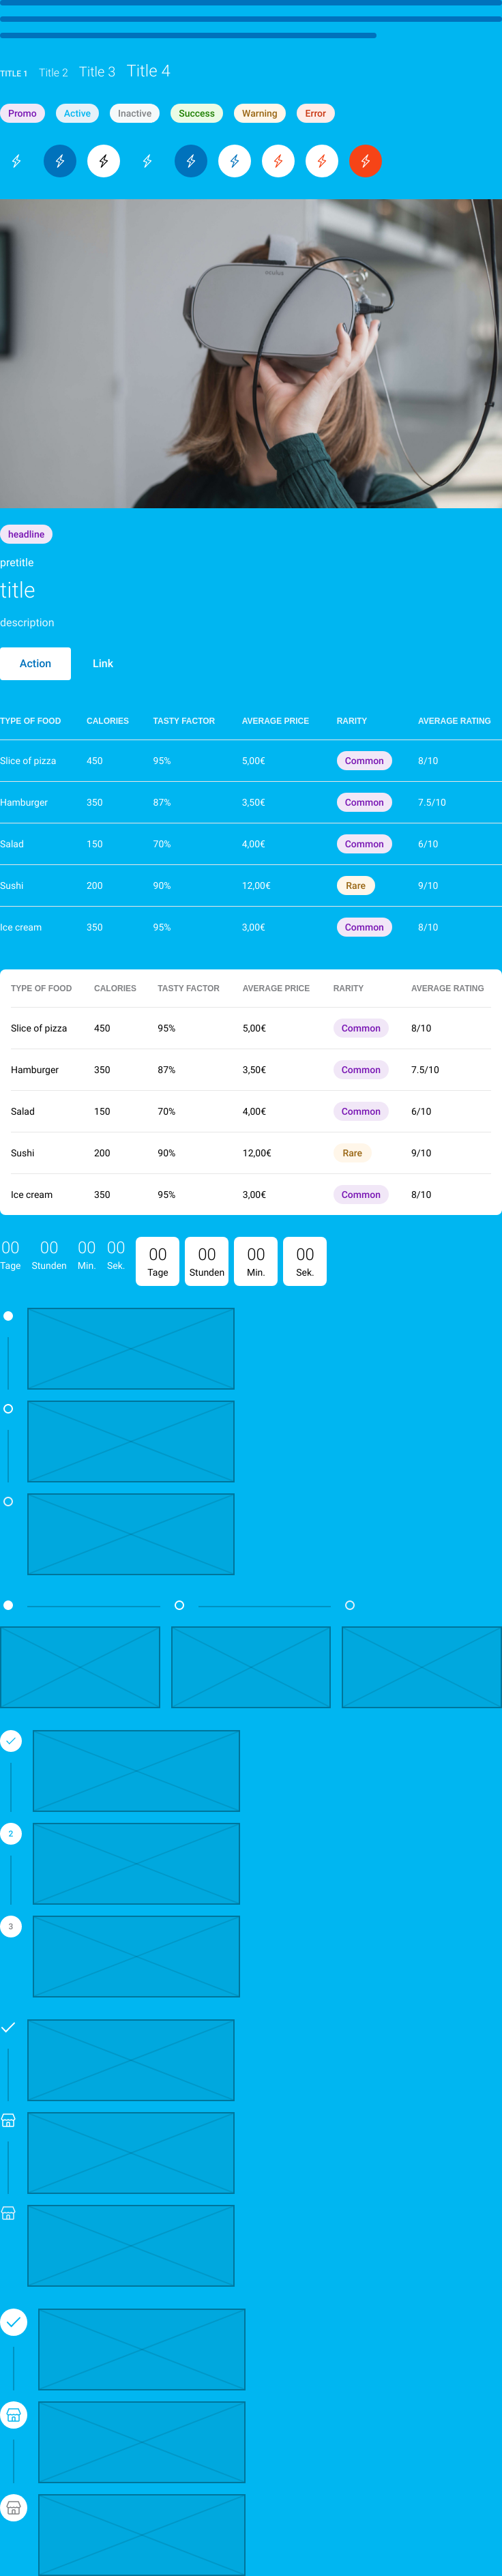 TITLE 1 Title 2 Title 3 Title 4
Promo Active Inactive Success Warning Error
oculus
headline
pretitle
title
description
Action Link
TYPE OF FOOD CALORIES TASTY FACTOR AVERAGE PRICE RARITY AVERAGE RATING
Slice of pizza 450 95% 5,00€ Common 8/10
Hamburger 350 87% 3,50€ Common 7.5/10
Salad 150 70% 4,00€ Common 6/10
Sushi 200 90% 12,00€ Rare 9/10
Ice cream 350 95% 3,00€ Common 8/10
TYPE OF FOOD CALORIES TASTY FACTOR AVERAGE PRICE RARITY AVERAGE RATING
Slice of pizza 450 95% 5,00€ Common 8/10
Hamburger 350 87% 3,50€ Common 7.5/10
Salad 150 70% 4,00€ Common 6/10
Sushi 200 90% 12,00€ Rare 9/10
Ice cream 350 95% 3,00€ Common 8/10
00 00 00 00 00 00 00 00
Tage Stunden Min. Sek. Tage Stunden Min. Sek.
2
3